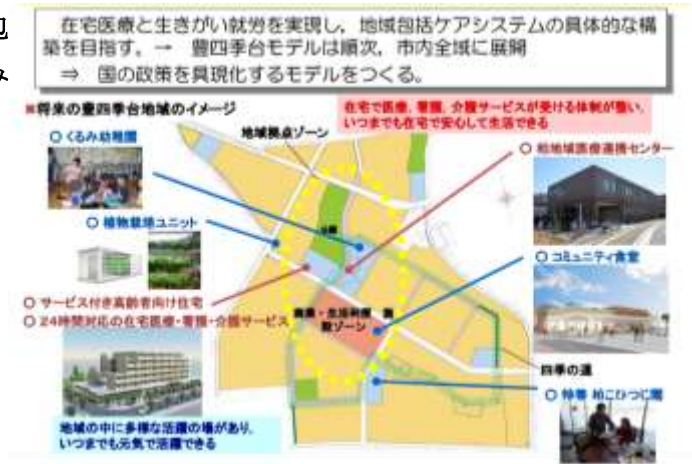 在宅医療と生きがい就労を実現し，地域包括ケアシステムの具体的な構
築を目指す。→ 豊四季台モデルは順次，市内全域に展開
⇒ 国の政策を具現化するモデルをつくる。
■将来の豊四季台地域のイメージ
在宅で医療、看護、介護サービスが受ける体制が整い，
いつまでも在宅で安心して生活できる
地域拠点ゾーン
○ くるみ幼稚園
○ 柏地域医療連携センター
○ 植物栽培ユニット
○ コミュニティ食堂
○ サービス付き高齢者向け住宅
○ 24時間対応の在宅医療・看護・介護サービス
商業・生活利便 施
設ゾーン
四季の道
○ 特養 柏こひつじ園
地域の中に多様な活躍の場があり，
いつまでも元気で活躍できる